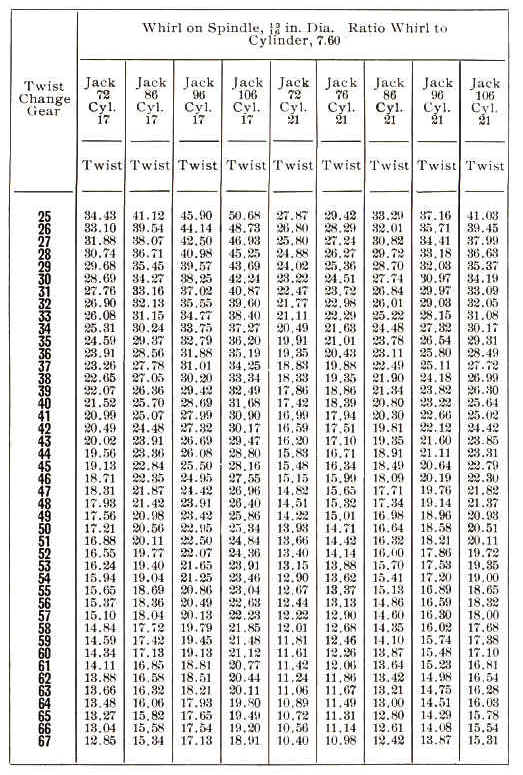 Whirl on Spindle, 13/16 in. Dia. Ratio Whirl to
Cylinder, 7.60
Twist Change Gear | Jack 72 Cyl. 17 | Jack 86 Cyl. 17 | Jack 96 Cyl. 17 | Jack 106 Cyl. 17 | Jack 72 Cyl. 21 | Jack 76 Cyl. 21 | Jack 86 Cyl. 21 | Jack 96 Cyl. 21 | Jack 106 Cyl. 21
Twist Twist Twist Twist Twist Twist Twist Twist Twist
25 34.43 41.12 45.90 50.68 27.87 29.42 33.29 37.16 41.03
26 33.10 39.54 44.14 48.73 26.80 28.29 32.01 35.71 39.45
27 31.88 38.07 42.50 46.93 25.80 27.24 30.82 34.41 37.99
28 30.74 36.71 40.98 45.25 24.88 26.27 29.72 33.18 36.63
29 29.68 35.45 39.57 43.69 24.02 25.36 28.70 32.03 35.37
30 28.69 34.27 38.25 42.24 23.22 24.51 27.74 30.97 34.19
31 27.76 33.16 37.02 40.87 22.47 23.72 26.84 29.97 33.09
32 26.90 32.13 35.55 39.60 21.77 22.98 26.01 29.03 32.05
33 26.08 31.15 34.77 38.40 21.11 22.29 25.22 28.15 31.08
34 25.31 30.24 33.75 37.27 20.49 21.63 24.48 27.32 30.17
35 24.59 29.37 32.79 36.20 19.91 21.01 23.78 26.54 29.31
36 23.91 28.56 31.88 35.19 19.35 20.43 23.11 25.80 28.49
37 23.26 27.78 31.01 34.25 18.83 19.88 22.49 25.11 27.72
38 22.65 27.05 30.20 33.34 18.33 19.35 21.90 24.18 26.99
39 22.07 26.36 29.42 32.49 17.86 18.86 21.34 23.82 26.30
40 21.52 25.70 28.69 31.68 17.42 18.39 20.80 23.22 25.64
41 20.99 25.07 27.99 30.90 16.99 17.94 20.30 22.66 25.02
42 20.49 24.48 27.32 30.17 16.59 17.51 19.81 22.12 24.42
43 20.02 23.91 26.69 29.47 16.20 17.10 19.35 21.60 23.85
44 19.56 23.36 26.08 28.80 15.83 16.71 18.91 21.11 23.31
45 19.13 22.84 25.50 28.16 15.48 16.34 18.49 20.64 22.79
46 18.71 22.35 24.95 27.55 15.15 15.99 18.09 20.19 22.30
47 18.31 21.87 24.42 26.96 14.82 15.65 17.71 19.76 21.82
48 17.93 21.42 23.91 26.40 14.51 15.32 17.34 19.14 21.37
49 17.56 20.98 23.42 25.86 14.22 15.01 16.98 18.96 20.93
50 17.21 20.56 22.95 25.34 13.93 14.71 16.64 18.58 20.51
51 16.88 20.11 22.50 24.84 13.66 14.42 16.32 18.21 20.11
52 16.55 19.77 22.07 24.36 13.40 14.14 16.00 17.86 19.72
53 16.24 19.40 21.65 23.91 13.15 13.88 15.70 17.53 19.35
54 15.94 19.04 21.25 23.46 12.90 13.62 15.41 17.20 19.00
55 15.65 18.69 20.86 23.04 12.67 13.37 15.13 16.89 18.65
56 15.37 18.36 20.49 22.63 12.44 13.13 14.86 16.59 18.32
57 15.10 18.04 20.13 22.23 12.22 12.90 14.60 16.30 18.00
58 14.84 17.72 19.79 21.85 12.01 12.68 14.35 16.02 17.68
59 14.59 17.42 19.45 21.48 11.81 12.46 14.10 15.74 17.38
60 14.34 17.13 19.13 21.12 11.61 12.26 13.87 15.48 17.10
61 14.11 16.85 18.81 20.77 11.42 12.06 13.64 15.23 16.81
62 13.88 16.58 18.51 20.44 11.24 11.86 13.42 14.98 16.54
63 13.66 16.32 18.21 20.11 11.06 11.67 13.21 14.75 16.28
64 13.48 16.06 17.93 19.80 10.89 11.49 13.00 14.51 16.03
65 13.27 15.82 17.65 19.49 10.72 11.31 12.80 14.29 15.78
66 13.04 15.58 17.54 19.20 10.56 11.14 12.61 14.08 15.54
67 12.85 15.34 17.13 18.91 10.40 10.98 12.42 13.87 15.31